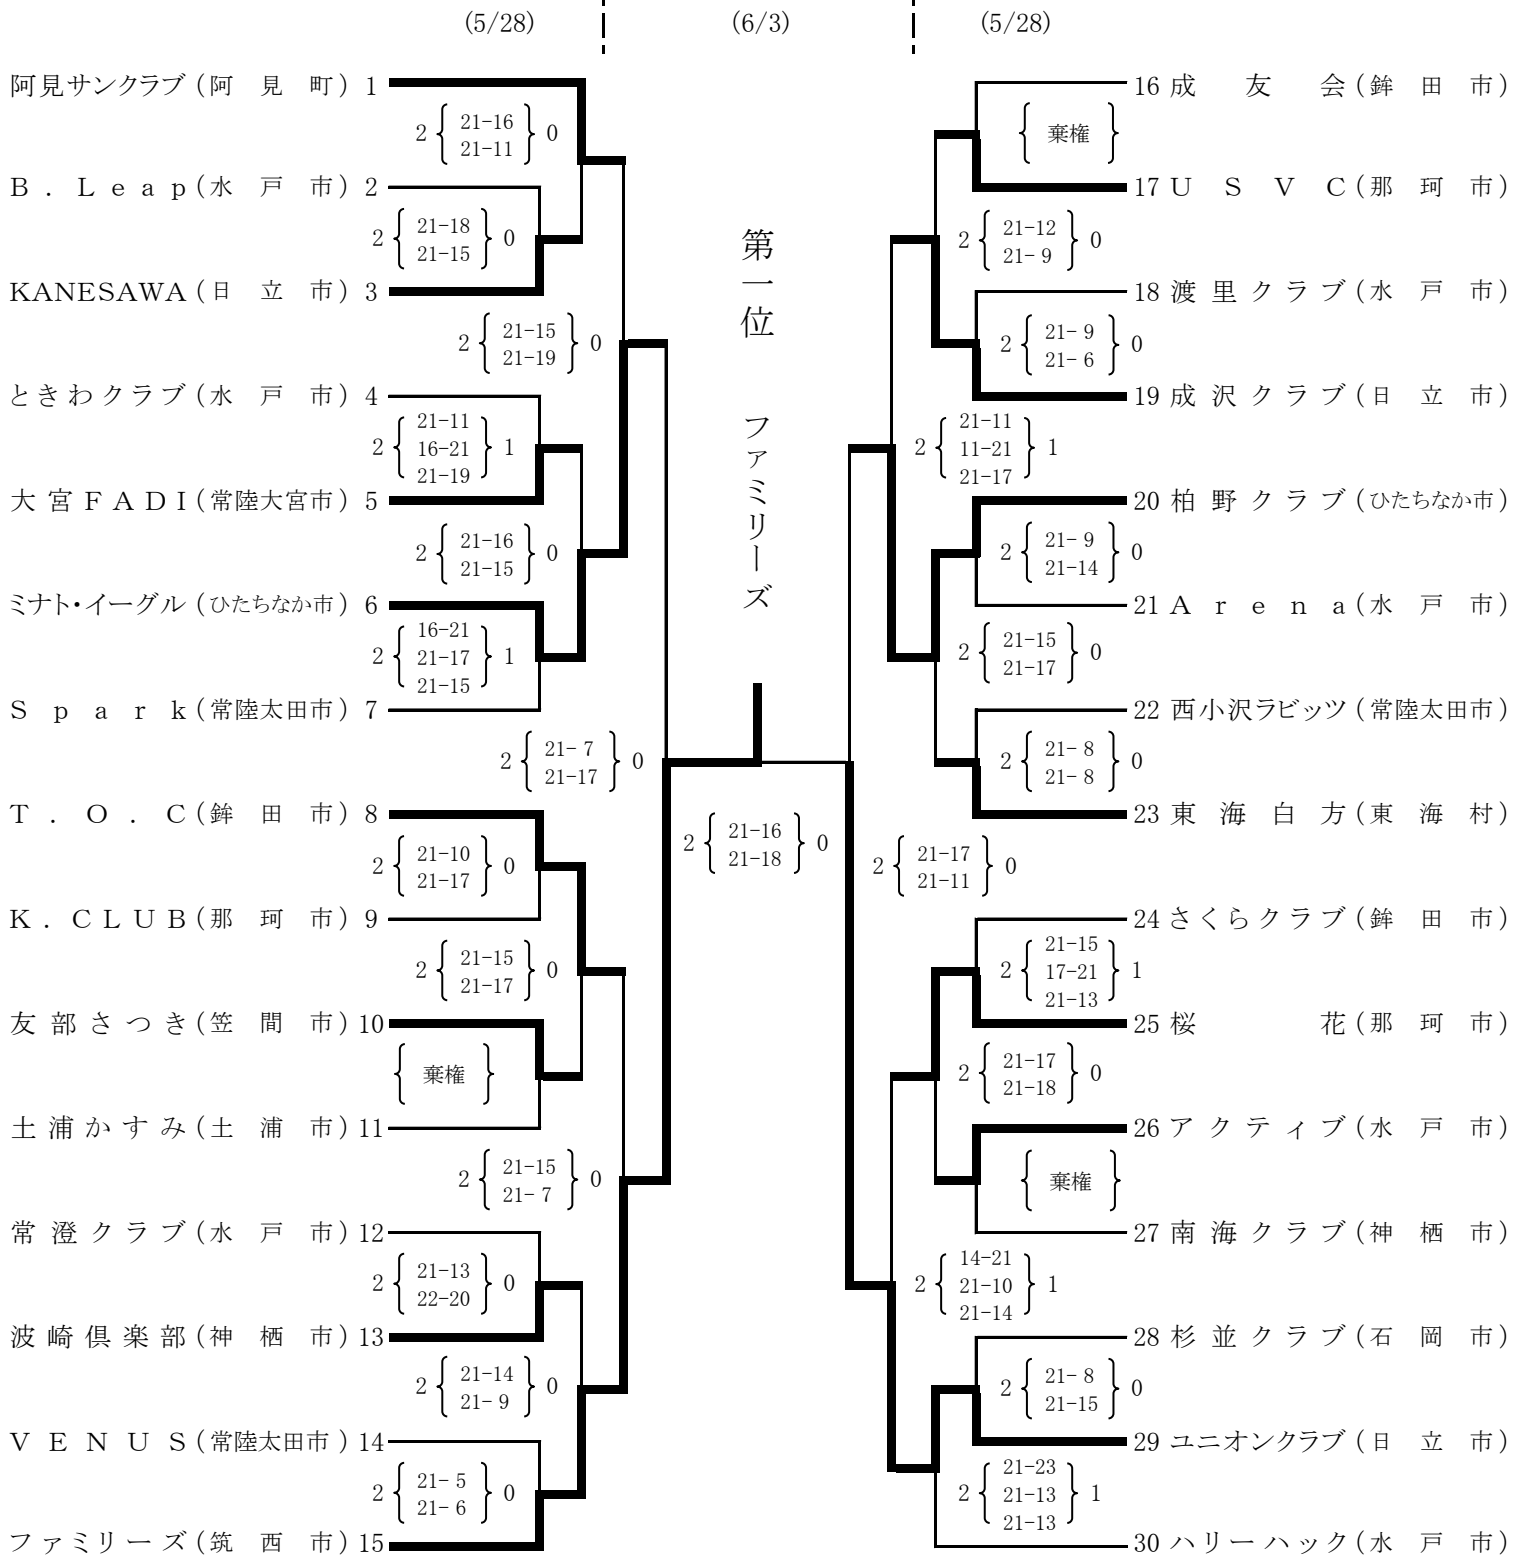 (5/28) (6/3) (5/28)
阿見サンクラブ(阿見町) 1
2 { 21-16 } 0
21-11
B.Leap(水戸市) 2
2 { 21-18 } 0
21-15
KANESAWA(日立市) 3
2 { 21-15 } 0
21-19
ときわクラブ(水戸市) 4
21-11
2 { 16-21 } 1
21-19
大宮FADI(常陸大宮市) 5
2 { 21-16 } 0
21-15
ミナト・イーグル(ひたちなか市) 6
16-21
2 { 21-17 } 1
21-15
Spark(常陸太田市) 7
2 { 21- 7 } 0
21-17
T.O.C(鉾田市) 8
2 { 21-10 } 0
21-17
K.CLUB(那珂市) 9
2 { 21-15 } 0
21-17
友部さつき(笠間市) 10
{ 棄権 }
土浦かすみ(土浦市) 11
2 { 21-15 } 0
21- 7
常澄クラブ(水戸市) 12
2 { 21-13 } 0
22-20
波崎倶楽部(神栖市) 13
2 { 21-14 } 0
21- 9
VENUS(常陸太田市) 14
2 { 21- 5 } 0
21- 6
ファミリーズ(筑西市) 15
第一位 ファミリーズ
2 { 21-16 } 0
21-18
16 成友会(鉾田市)
{ 棄権 }
17 USVC(那珂市)
2 { 21-12 } 0
21- 9
18 渡里クラブ(水戸市)
2 { 21- 9 } 0
21- 6
19 成沢クラブ(日立市)
21-11
2 { 11-21 } 1
21-17
20 柏野クラブ(ひたちなか市)
2 { 21- 9 } 0
21-14
21 Arena(水戸市)
2 { 21-15 } 0
21-17
22 西小沢ラビッツ(常陸太田市)
2 { 21- 8 } 0
21- 8
23 東海白方(東海村)
2 { 21-17 } 0
21-11
24 さくらクラブ(鉾田市)
21-15
2 { 17-21 } 1
21-13
25 桜花(那珂市)
2 { 21-17 } 0
21-18
26 アクティブ(水戸市)
{ 棄権 }
27 南海クラブ(神栖市)
14-21
2 { 21-10 } 1
21-14
28 杉並クラブ(石岡市)
2 { 21- 8 } 0
21-15
29 ユニオンクラブ(日立市)
21-23
2 { 21-13 } 1
21-13
30 ハリーハック(水戸市)